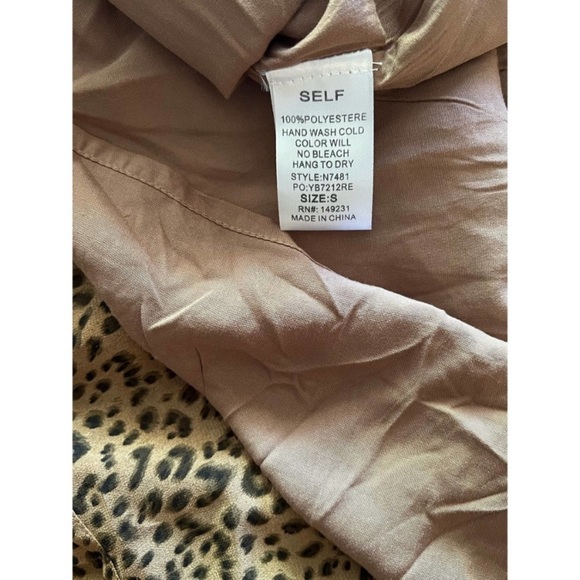 SELF
100%POLYESTERE
HAND WASH COLD
COLOR WILL
NO BLEACH
HANG TO DRY
STYLE:N7481
PO:YB7212RE
SIZE:S
RN#: 149231
MADE IN CHINA